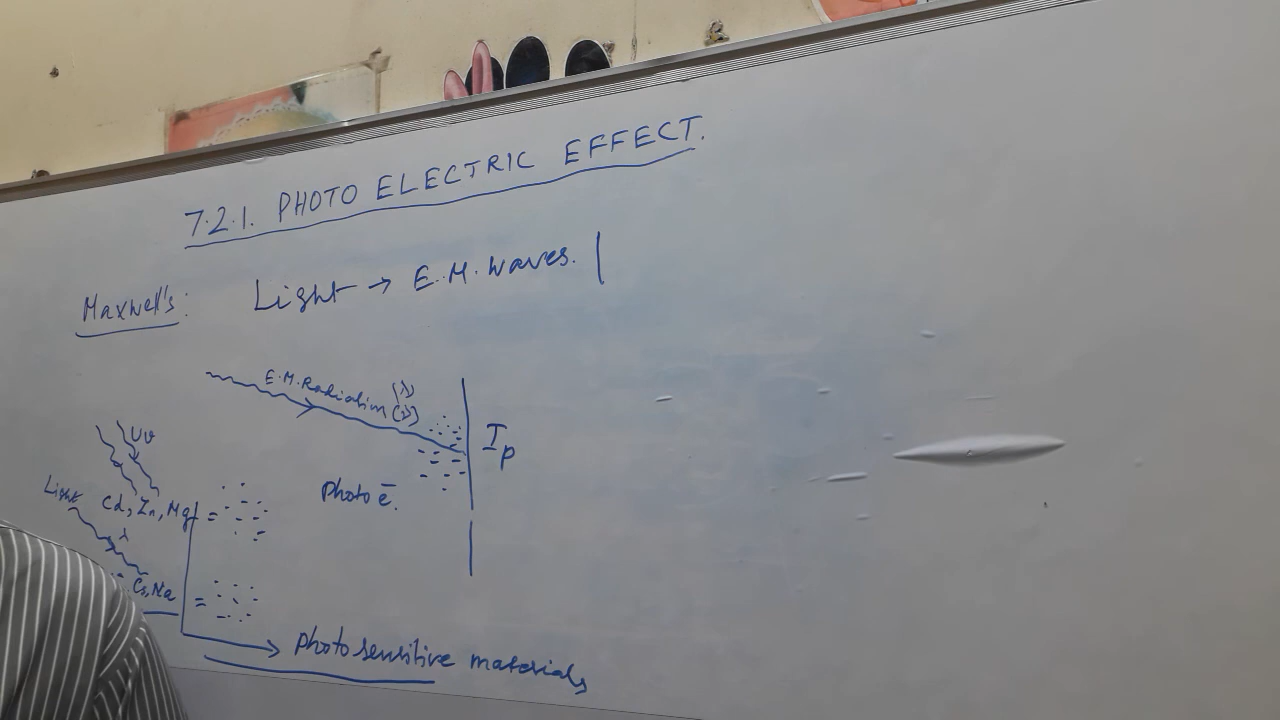 7.2.1. PHOTO ELECTRIC EFFECT.
Maxwell's: Light → E.M. Waves.
E.M. Radiation (λ)
(ν)
Ip
UV
Photo e̅.
Light
Cd, Zn, Mg =
λ
Cs, Na =
→ photosensitive materials